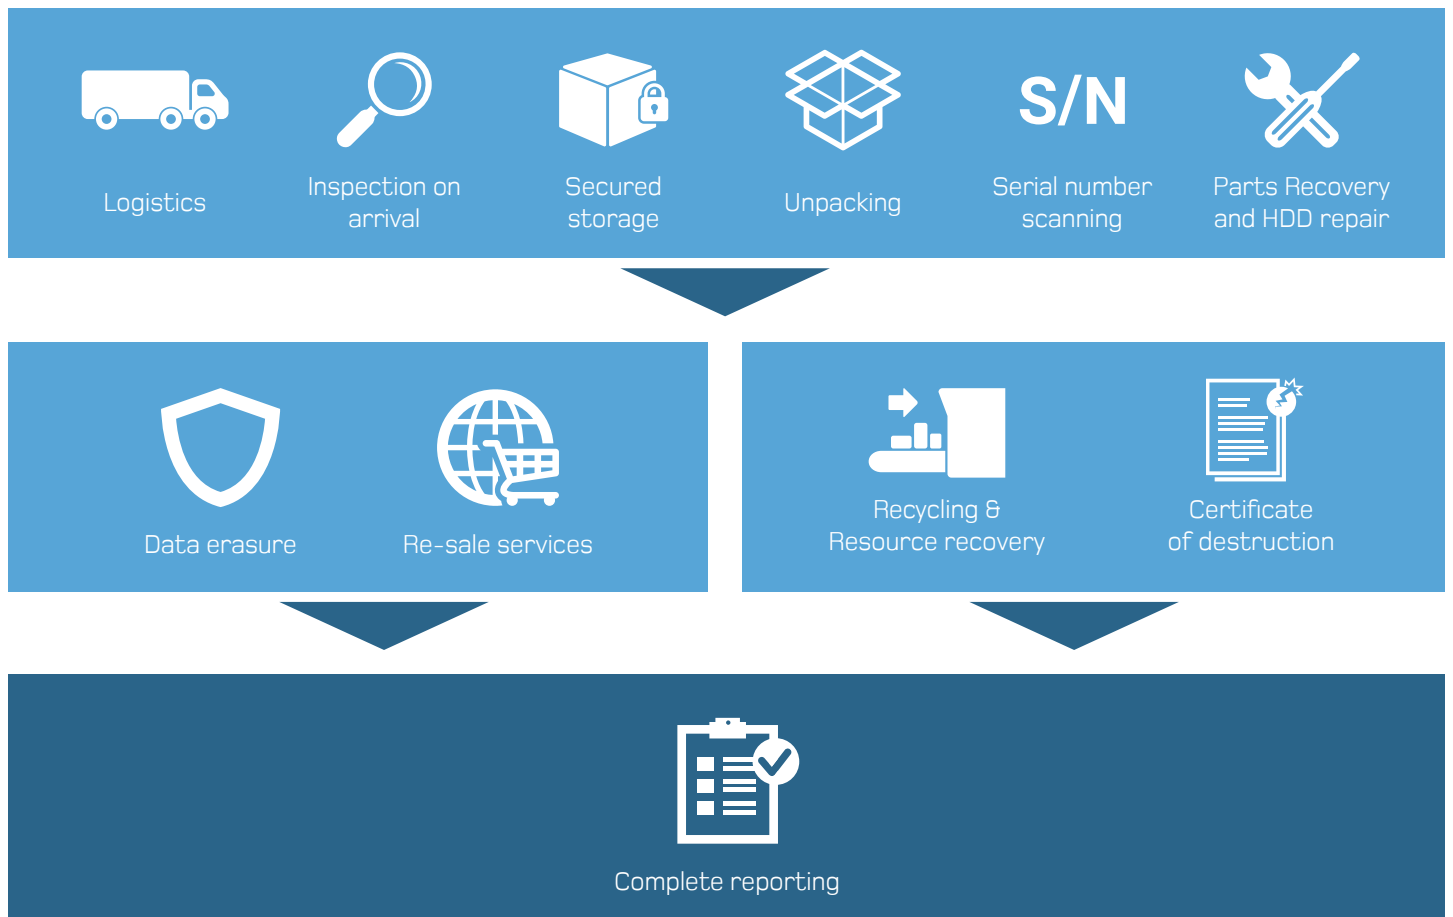 Logistics
Inspection on
arrival
Secured
storage
Unpacking
S/N
Serial number
scanning
Parts Recovery
and HDD repair
Data erasure
Re-sale services
Recycling &
Resource recovery
Certificate
of destruction
Complete reporting